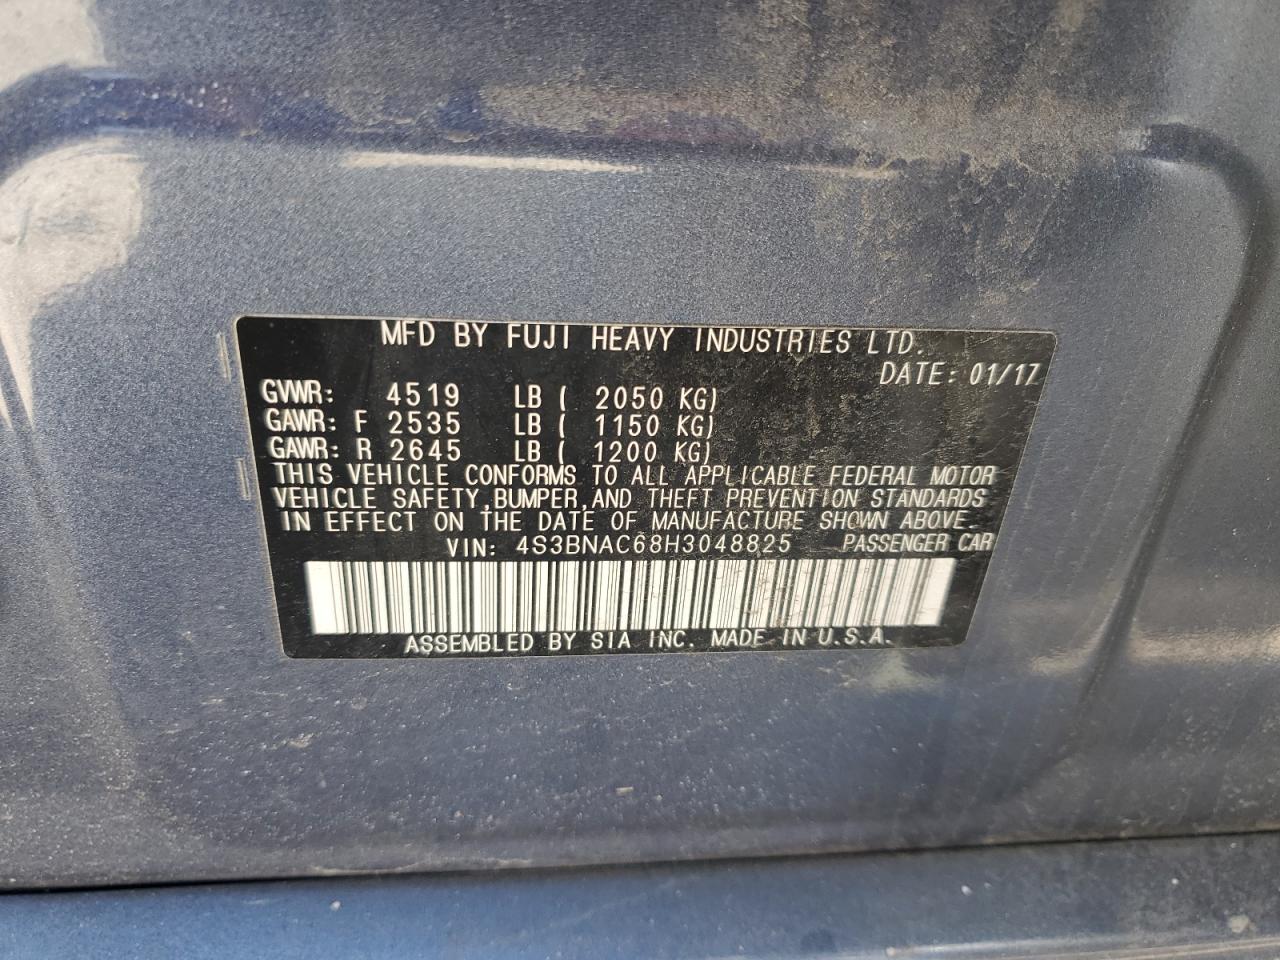 MFD BY FUJI HEAVY INDUSTRIES LTD.
DATE: 01/17
GVWR: 4519 LB ( 2050 KG)
GAWR: F 2535 LB ( 1150 KG)
GAWR: R 2645 LB ( 1200 KG)
THIS VEHICLE CONFORMS TO ALL APPLICABLE FEDERAL MOTOR
VEHICLE SAFETY,BUMPER,AND THEFT PREVENTION STANDARDS
IN EFFECT ON THE DATE OF MANUFACTURE SHOWN ABOVE.
VIN: 4S3BNAC68H3048825 PASSENGER CAR
ASSEMBLED BY SIA INC. MADE IN U.S.A.